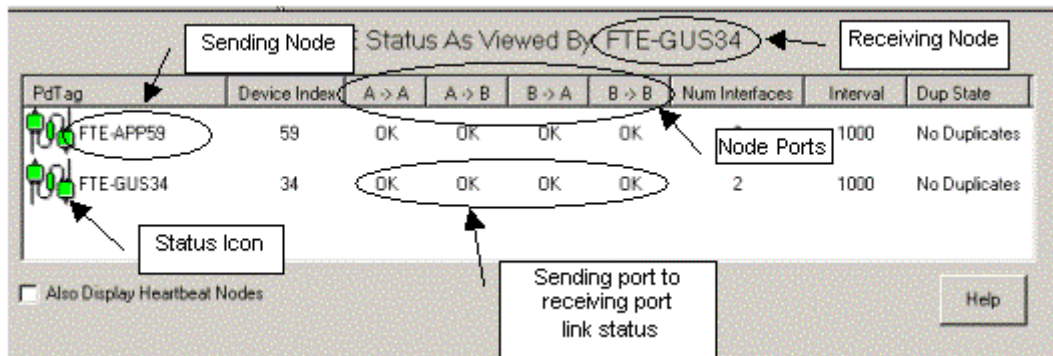 Sending Node
E Status As Viewed By FTE-GUS34
Receiving Node
PdTag Device Index A -> A A -> B B -> A B -> B Num Interfaces Interval Dup State
FTE-APP59 59 OK OK OK OK 1000 No Duplicates
Node Ports
FTE-GUS34 34 OK OK OK OK 2 1000 No Duplicates
Status Icon
Sending port to
receiving port
link status
Also Display Heartbeat Nodes
Help